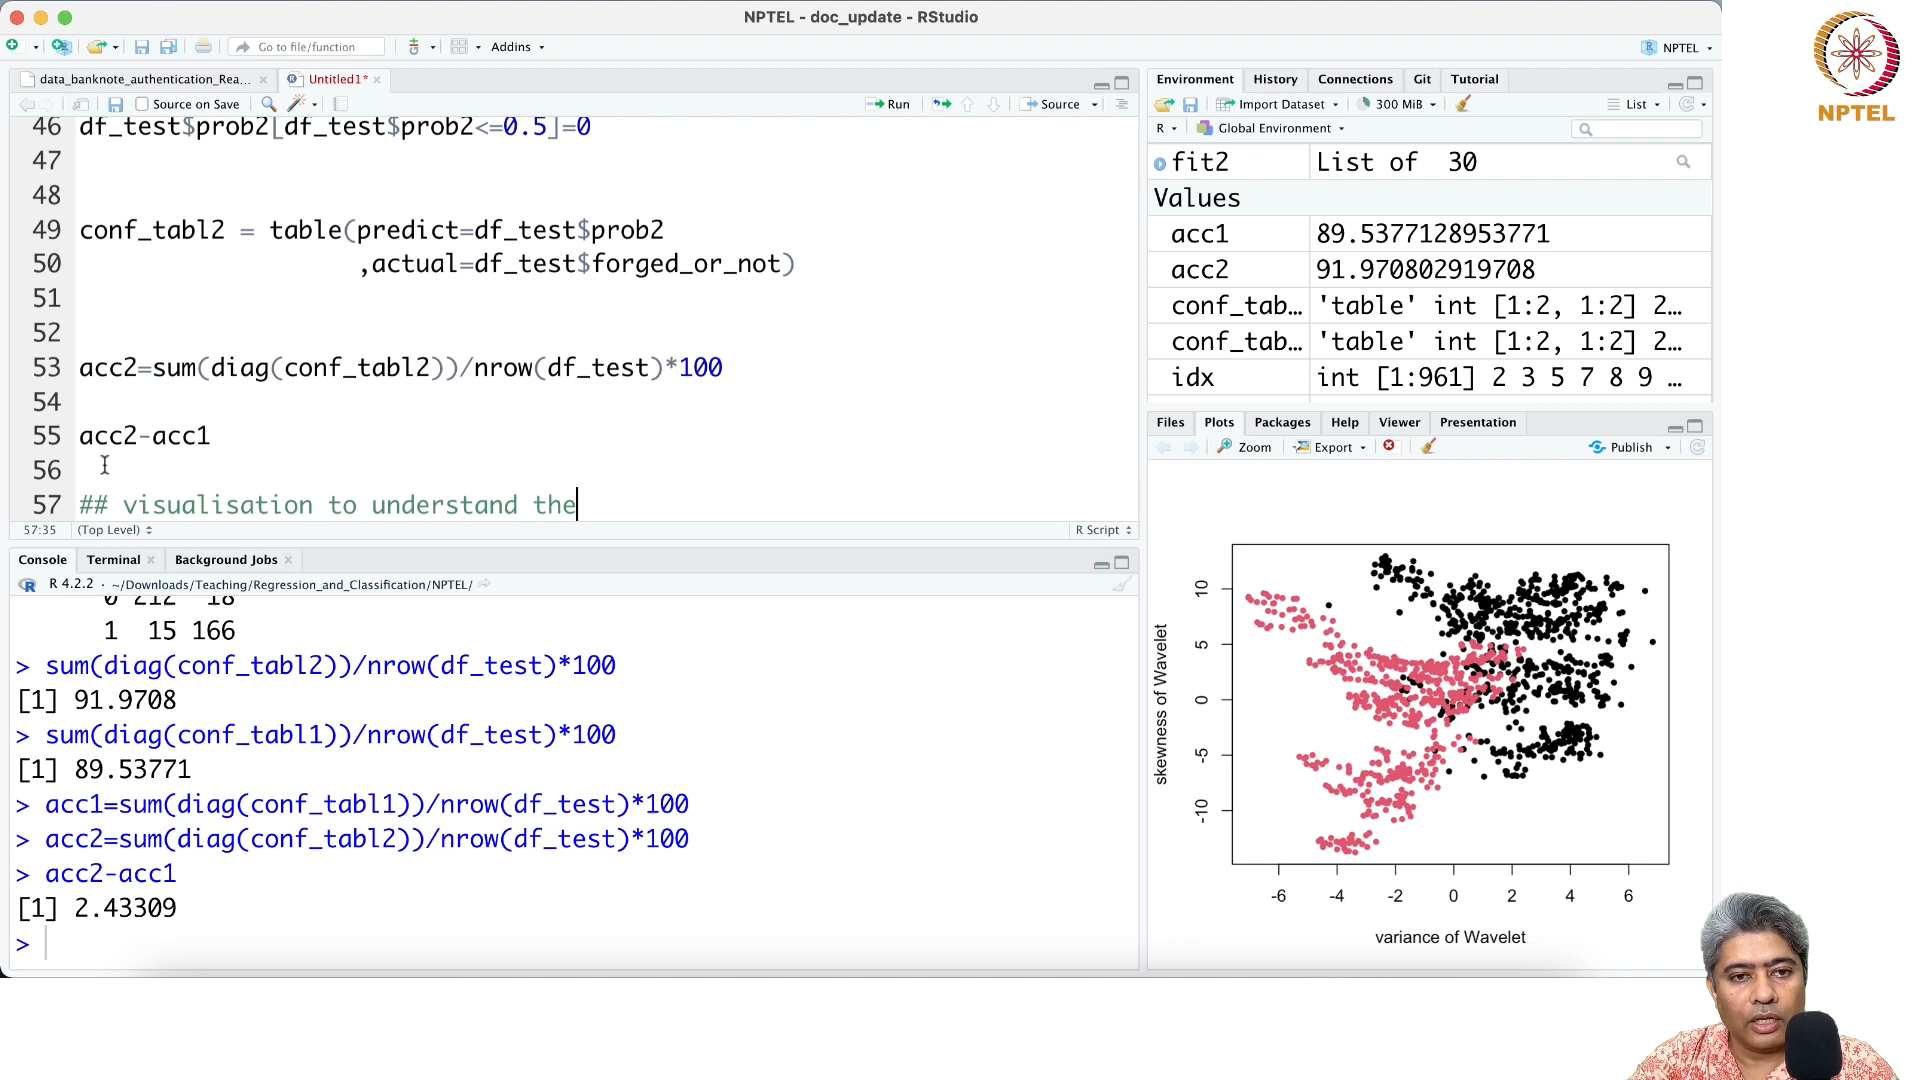 NPTEL - doc_update - RStudio
Go to file/function
Addins
NPTEL
NPTEL
data_banknote_authentication_Rea...
Untitled1*
Source on Save
Run
Source
46 df_test$prob2[df_test$prob2<=0.5]=0
47
48
49 conf_tabl2 = table(predict=df_test$prob2
50 ,actual=df_test$forged_or_not)
51
52
53 acc2=sum(diag(conf_tabl2))/nrow(df_test)*100
54
55 acc2-acc1
56
57 ## visualisation to understand the
57:35 (Top Level) R Script
Console Terminal Background Jobs
R 4.2.2 · ~/Downloads/Teaching/Regression_and_Classification/NPTEL/
0 212 18
1 15 166
> sum(diag(conf_tabl2))/nrow(df_test)*100
[1] 91.9708
> sum(diag(conf_tabl1))/nrow(df_test)*100
[1] 89.53771
> acc1=sum(diag(conf_tabl1))/nrow(df_test)*100
> acc2=sum(diag(conf_tabl2))/nrow(df_test)*100
> acc2-acc1
[1] 2.43309
>
Environment History Connections Git Tutorial
Import Dataset 300 MiB List
R Global Environment
fit2 List of 30
Values
acc1 89.5377128953771
acc2 91.970802919708
conf_tab... 'table' int [1:2, 1:2] 2...
conf_tab... 'table' int [1:2, 1:2] 2...
idx int [1:961] 2 3 5 7 8 9 ...
Files Plots Packages Help Viewer Presentation
Zoom Export Publish
skewness of Wavelet
10
5
0
-5
-10
-6 -4 -2 0 2 4 6
variance of Wavelet